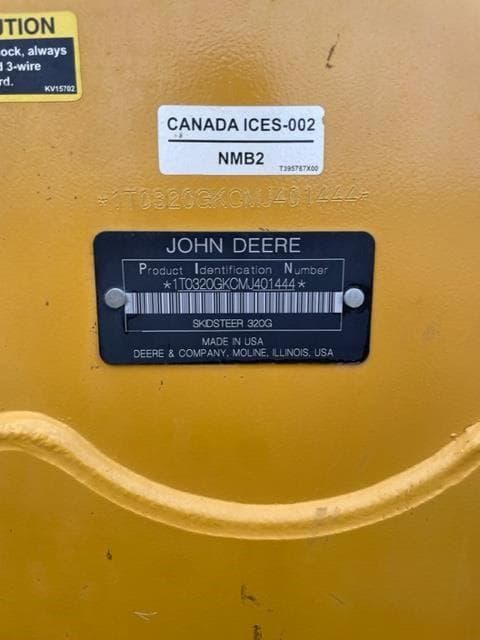 UTION
ock, always
d 3-wire
rd.
KV15702
CANADA ICES-002
NMB2
T395767X00
*1T0320GKCMJ401444*
JOHN DEERE
Product Identification Number
*1T0320GKCMJ401444*
SKIDSTEER 320G
MADE IN USA
DEERE & COMPANY, MOLINE, ILLINOIS, USA